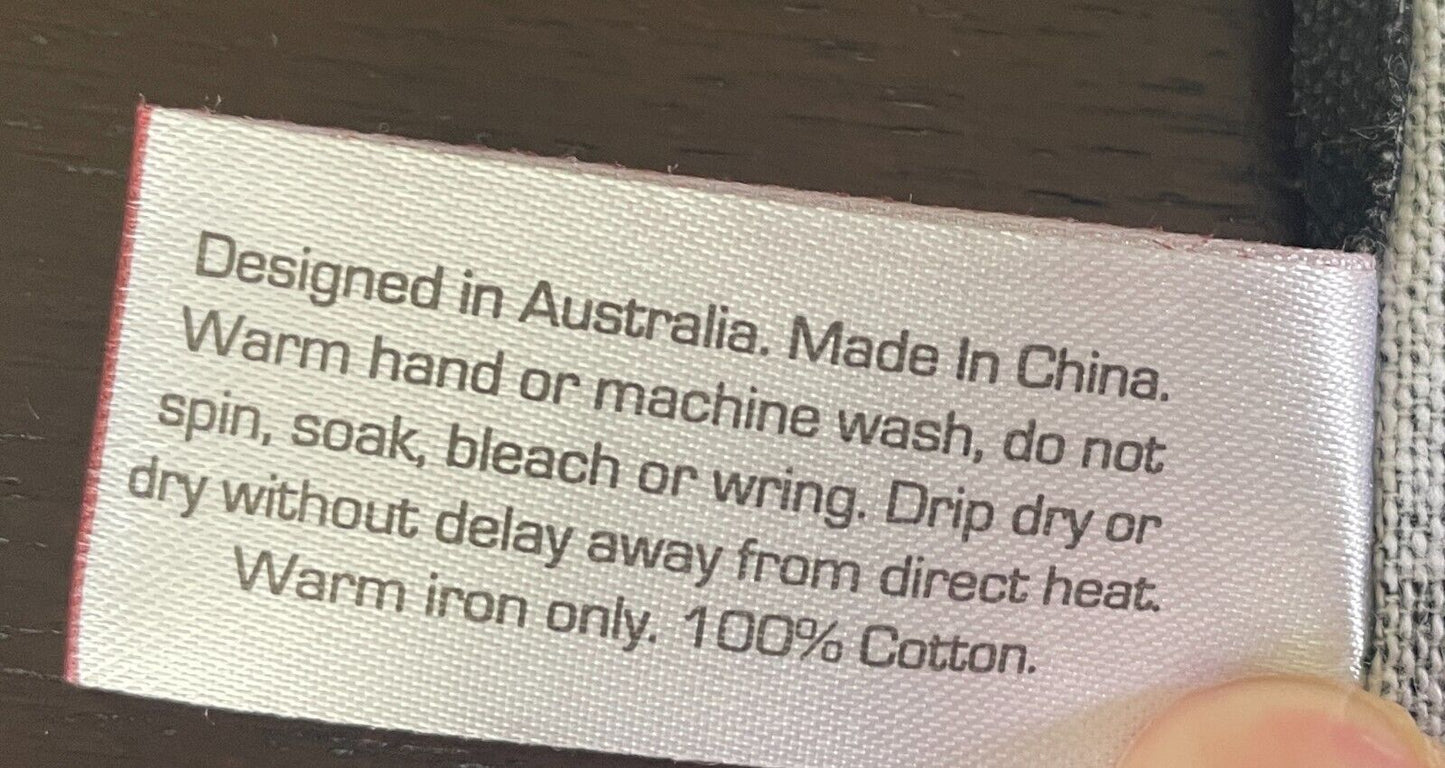 Designed in Australia. Made In China.
Warm hand or machine wash, do not
spin, soak, bleach or wring. Drip dry or
dry without delay away from direct heat.
Warm iron only. 100% Cotton.